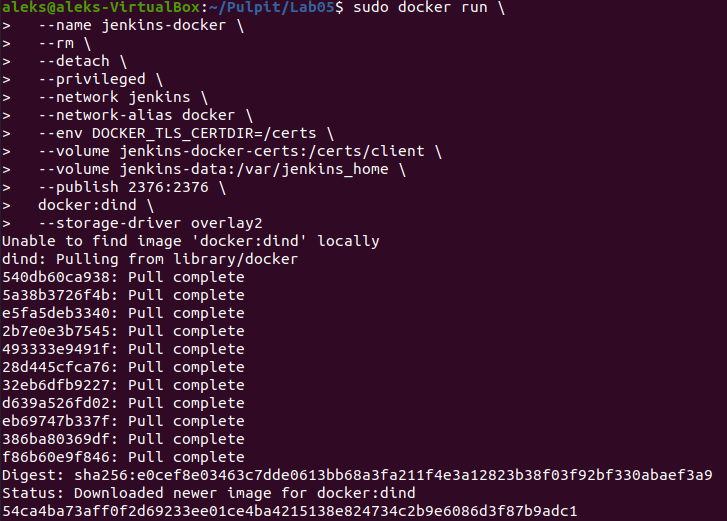 aleks@aleks-VirtualBox:~/Pulpit/Lab05$ sudo docker run \
>   --name jenkins-docker \
>   --rm \
>   --detach \
>   --privileged \
>   --network jenkins \
>   --network-alias docker \
>   --env DOCKER_TLS_CERTDIR=/certs \
>   --volume jenkins-docker-certs:/certs/client \
>   --volume jenkins-data:/var/jenkins_home \
>   --publish 2376:2376 \
>   docker:dind \
>   --storage-driver overlay2
Unable to find image 'docker:dind' locally
dind: Pulling from library/docker
540db60ca938: Pull complete
5a38b3726f4b: Pull complete
e5fa5deb3340: Pull complete
2b7e0e3b7545: Pull complete
493333e9491f: Pull complete
28d445cfca76: Pull complete
32eb6dfb9227: Pull complete
d639a526fd02: Pull complete
eb69747b337f: Pull complete
386ba80369df: Pull complete
f86b60e9f846: Pull complete
Digest: sha256:e0cef8e03463c7dde0613bb68a3fa211f4e3a12823b38f03f92bf330abaef3a9
Status: Downloaded newer image for docker:dind
54ca4ba73aff0f2d69233ee01ce4ba4215138e824734c2b9e6086d3f87b9adc1